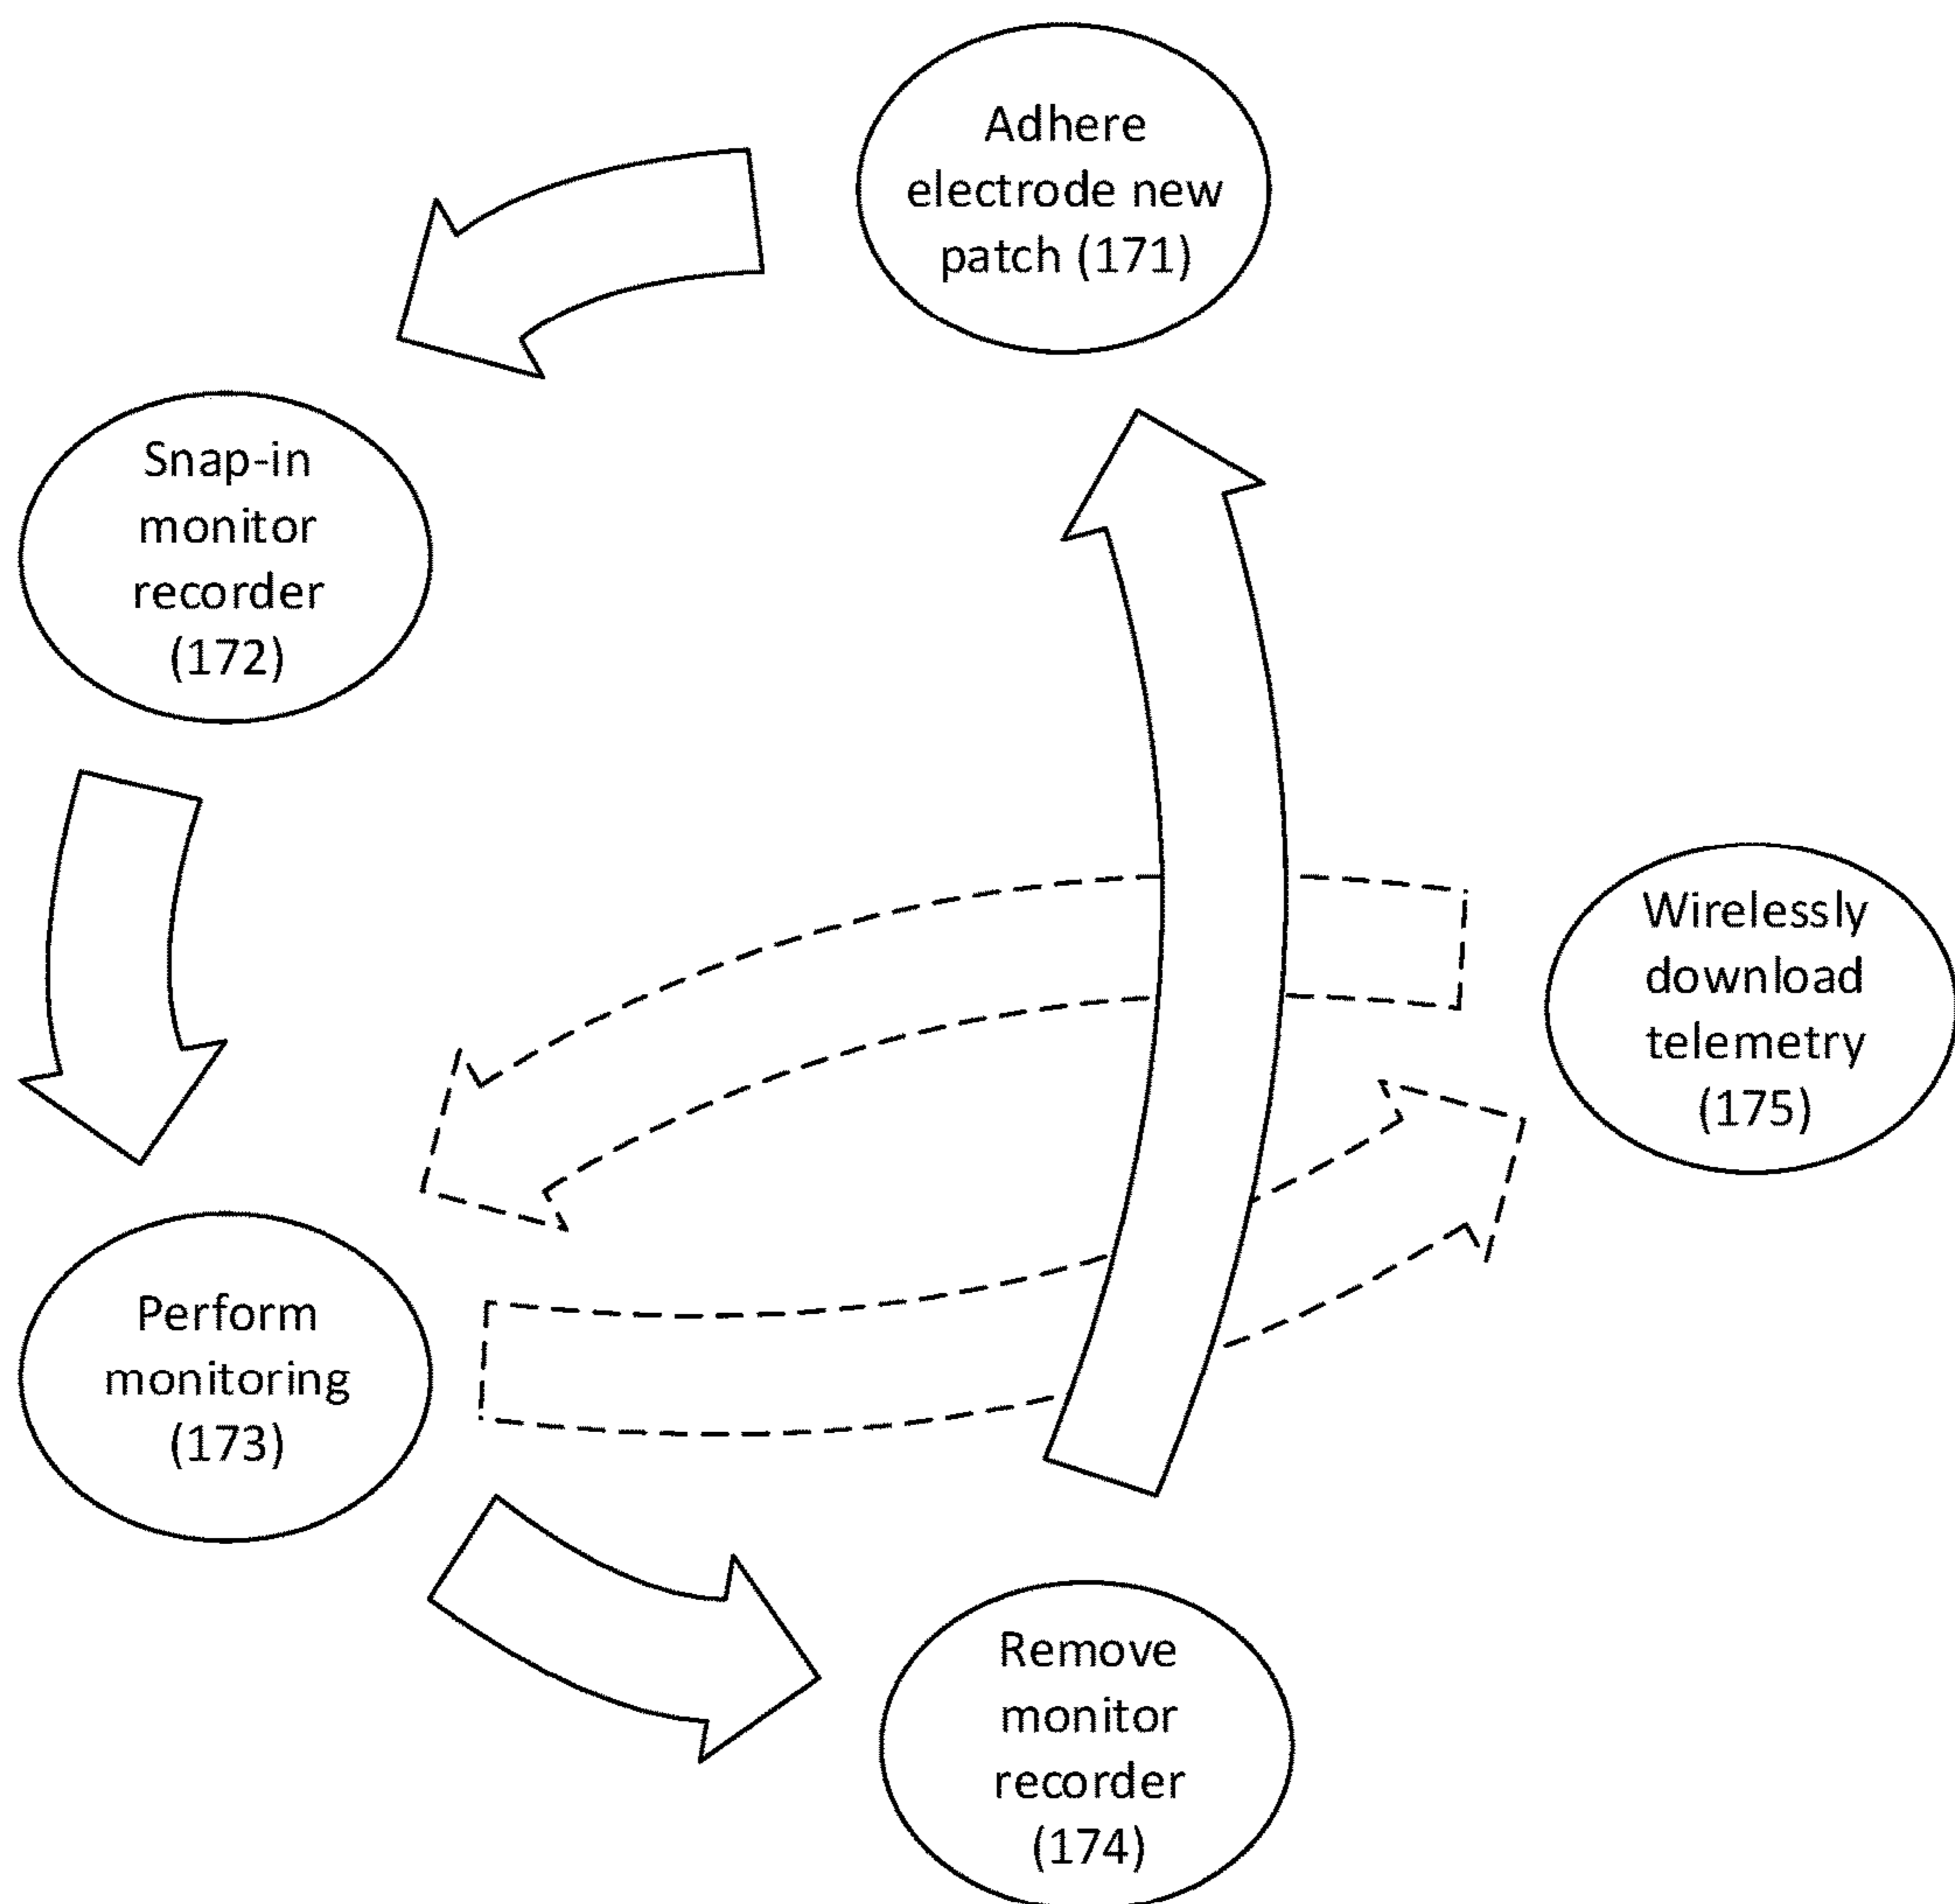 Adhere
electrode new
patch (171)
Snap-in
monitor
recorder
(172)
Wirelessly
download
telemetry
(175)
Perform
monitoring
(173)
Remove
monitor
recorder
(174)